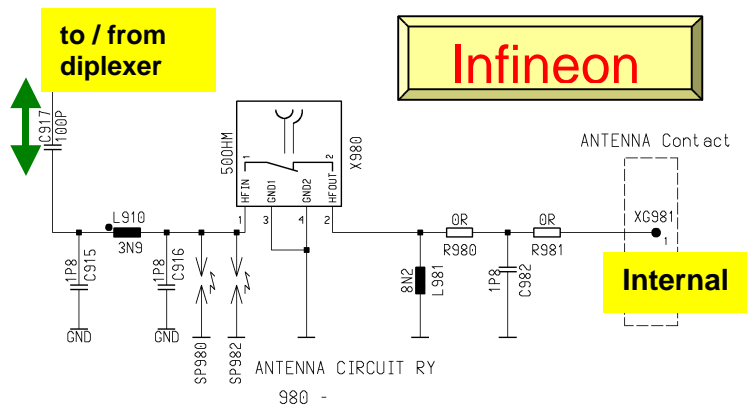 to / from
diplexer
Infineon
C917
100P
50OHM
X980
1
2
HFIN
GND1
GND2
HFOUT
1
3
4
2
ANTENNA Contact
XG981
1
Internal
L910
3N9
0R
R980
0R
R981
1P8
C915
1P8
C916
8N2
L981
1P8
C982
GND
GND
SP980
SP982
ANTENNA CIRCUIT RY
980 -